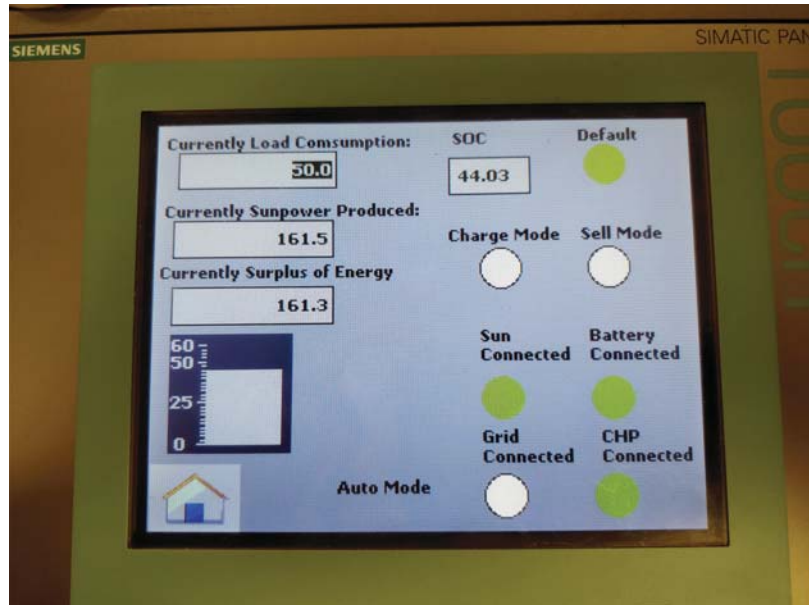 SIEMENS
SIMATIC PAN
TOUCH
Currently Load Comsumption:
50.0
SOC
44.03
Default
Currently Sunpower Produced:
161.5
Charge Mode
Sell Mode
Currently Surplus of Energy
161.3
60
50
25
0
Sun
Connected
Battery
Connected
Grid
Connected
CHP
Connected
Auto Mode